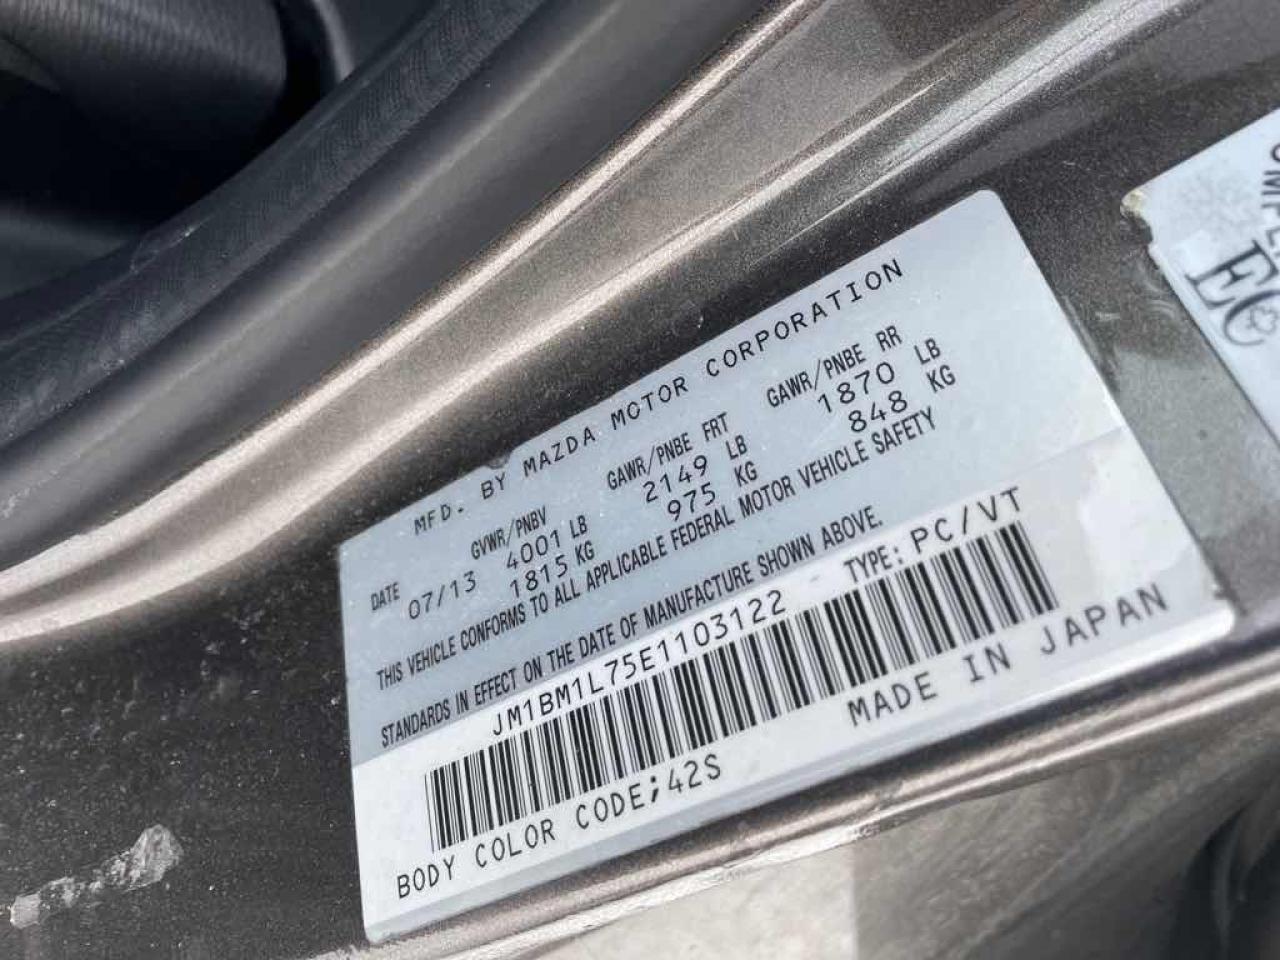 MFD. BY MAZDA MOTOR CORPORATION
DATE GVWR/PNBV GAWR/PNBE FRT GAWR/PNBE RR
07/13 4001 LB 2149 LB 1870 LB
1815 KG 975 KG 848 KG
THIS VEHICLE CONFORMS TO ALL APPLICABLE FEDERAL MOTOR VEHICLE SAFETY
STANDARDS IN EFFECT ON THE DATE OF MANUFACTURE SHOWN ABOVE.
JM1BM1L75E1103122 TYPE: PC/VT
BODY COLOR CODE;42S MADE IN JAPAN